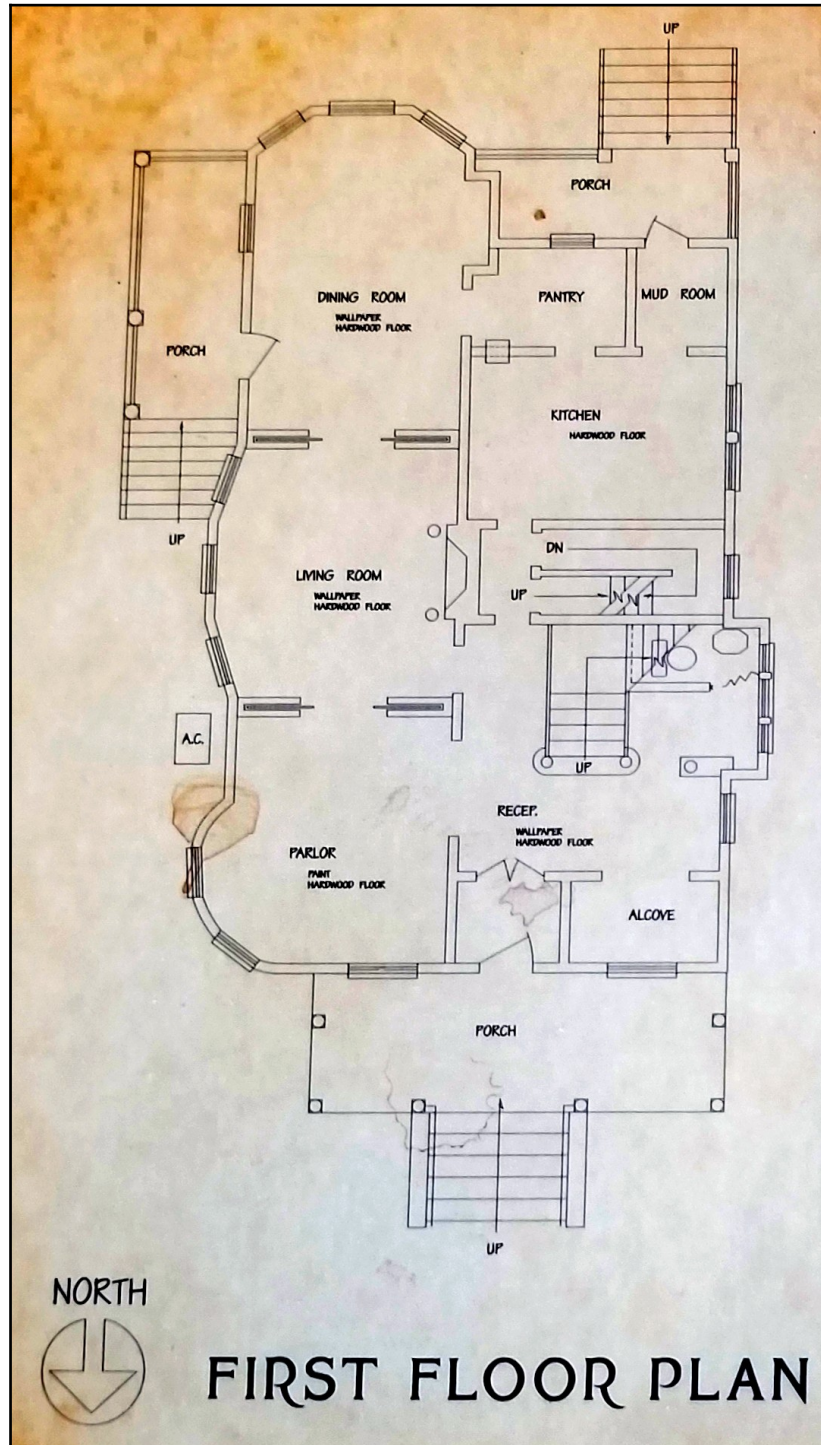 UP
PORCH
DINING ROOM
WALLPAPER
HARDWOOD FLOOR
PANTRY
MUD ROOM
PORCH
KITCHEN
HARDWOOD FLOOR
UP
DN
LIVING ROOM
WALLPAPER
HARDWOOD FLOOR
UP
A.C.
UP
RECEP.
WALLPAPER
HARDWOOD FLOOR
PARLOR
PAINT
HARDWOOD FLOOR
ALCOVE
PORCH
UP
NORTH
FIRST FLOOR PLAN